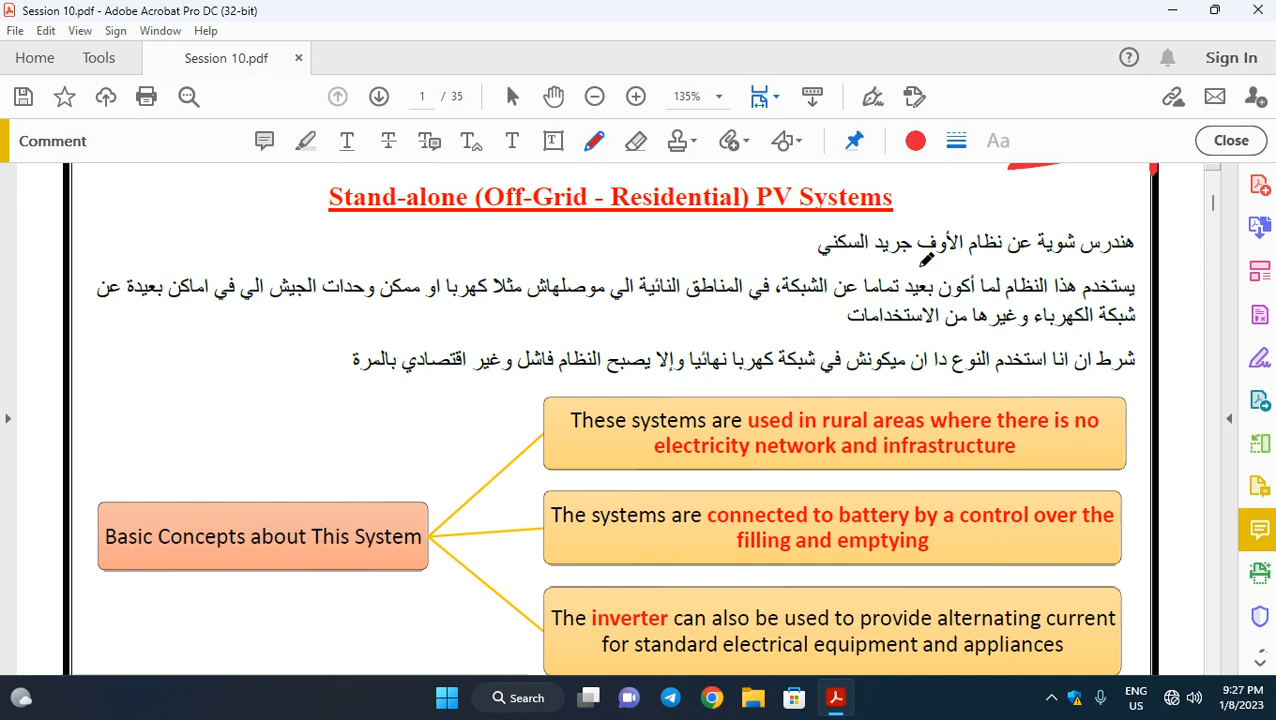 Session 10.pdf - Adobe Acrobat Pro DC (32-bit)
File Edit View Sign Window Help
Home Tools Session 10.pdf × Sign In
1 / 35 135%
Comment Close
Stand-alone (Off-Grid - Residential) PV Systems
هندرس شوية عن نظام الأوف جريد السكني
يستخدم هذا النظام لما أكون بعيد تماما عن الشبكة، في المناطق النائية الي موصلهاش مثلا كهربا او ممكن وحدات الجيش الي في اماكن بعيدة عن
شبكة الكهرباء وغيرها من الاستخدامات
شرط ان انا استخدم النوع دا ان ميكونش في شبكة كهربا نهائيا وإلا يصبح النظام فاشل وغير اقتصادي بالمرة
These systems are used in rural areas where there is no
electricity network and infrastructure
The systems are connected to battery by a control over the
filling and emptying
Basic Concepts about This System
The inverter can also be used to provide alternating current
for standard electrical equipment and appliances
Search
ENG
US
9:27 PM
1/8/2023